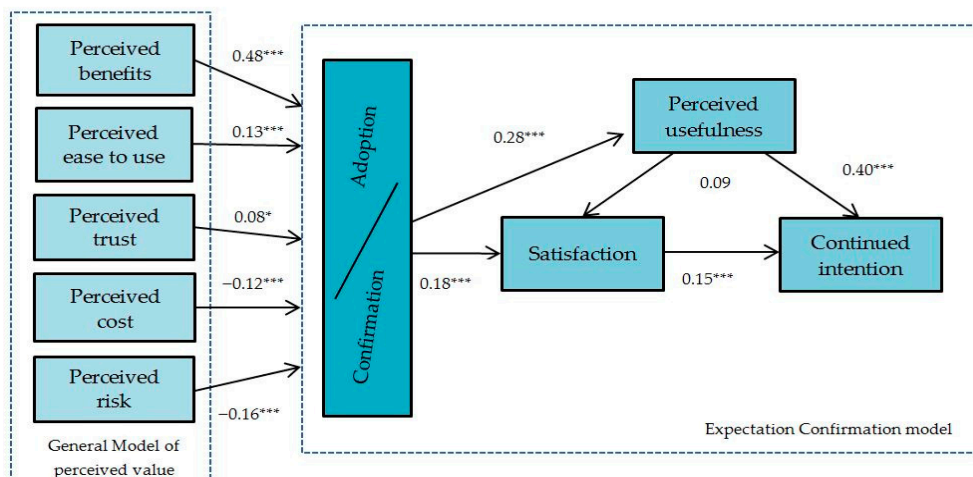 Perceived
benefits
0.48***
Perceived
ease to use
0.13***
Perceived
trust
0.08*
Perceived
cost
−0.12***
Perceived
risk
−0.16***
General Model of
perceived value
Adoption
Confirmation
0.28***
0.18***
Perceived
usefulness
0.09
0.40***
Satisfaction
0.15***
Continued
intention
Expectation Confirmation model